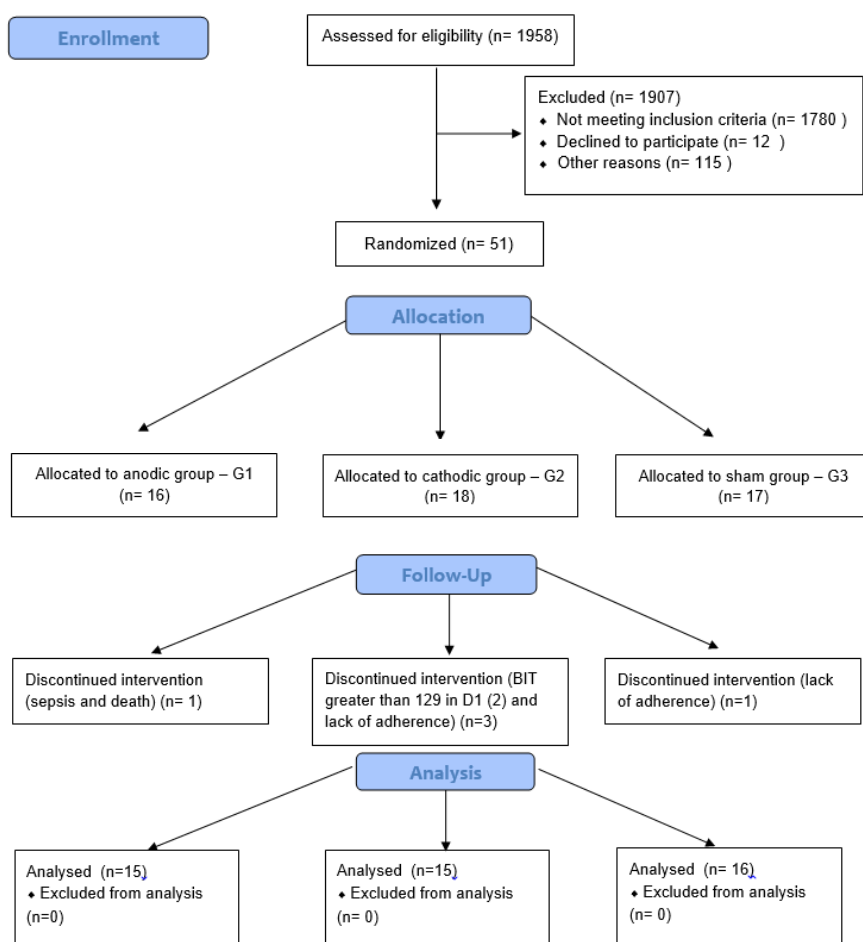 Enrollment
Assessed for eligibility (n= 1958)
Excluded (n= 1907)
⬥ Not meeting inclusion criteria (n= 1780 )
⬥ Declined to participate (n= 12 )
⬥ Other reasons (n= 115 )
Randomized (n= 51)
Allocation
Allocated to anodic group – G1
(n= 16)
Allocated to cathodic group – G2
(n= 18)
Allocated to sham group – G3
(n= 17)
Follow-Up
Discontinued intervention
(sepsis and death) (n= 1)
Discontinued intervention (BIT
greater than 129 in D1 (2) and
lack of adherence) (n=3)
Discontinued intervention (lack
of adherence) (n=1)
Analysis
Analysed (n=15)
⬥ Excluded from analysis
(n=0)
Analysed (n=15)
⬥ Excluded from analysis
(n= 0)
Analysed (n= 16)
⬥ Excluded from analysis
(n= 0)